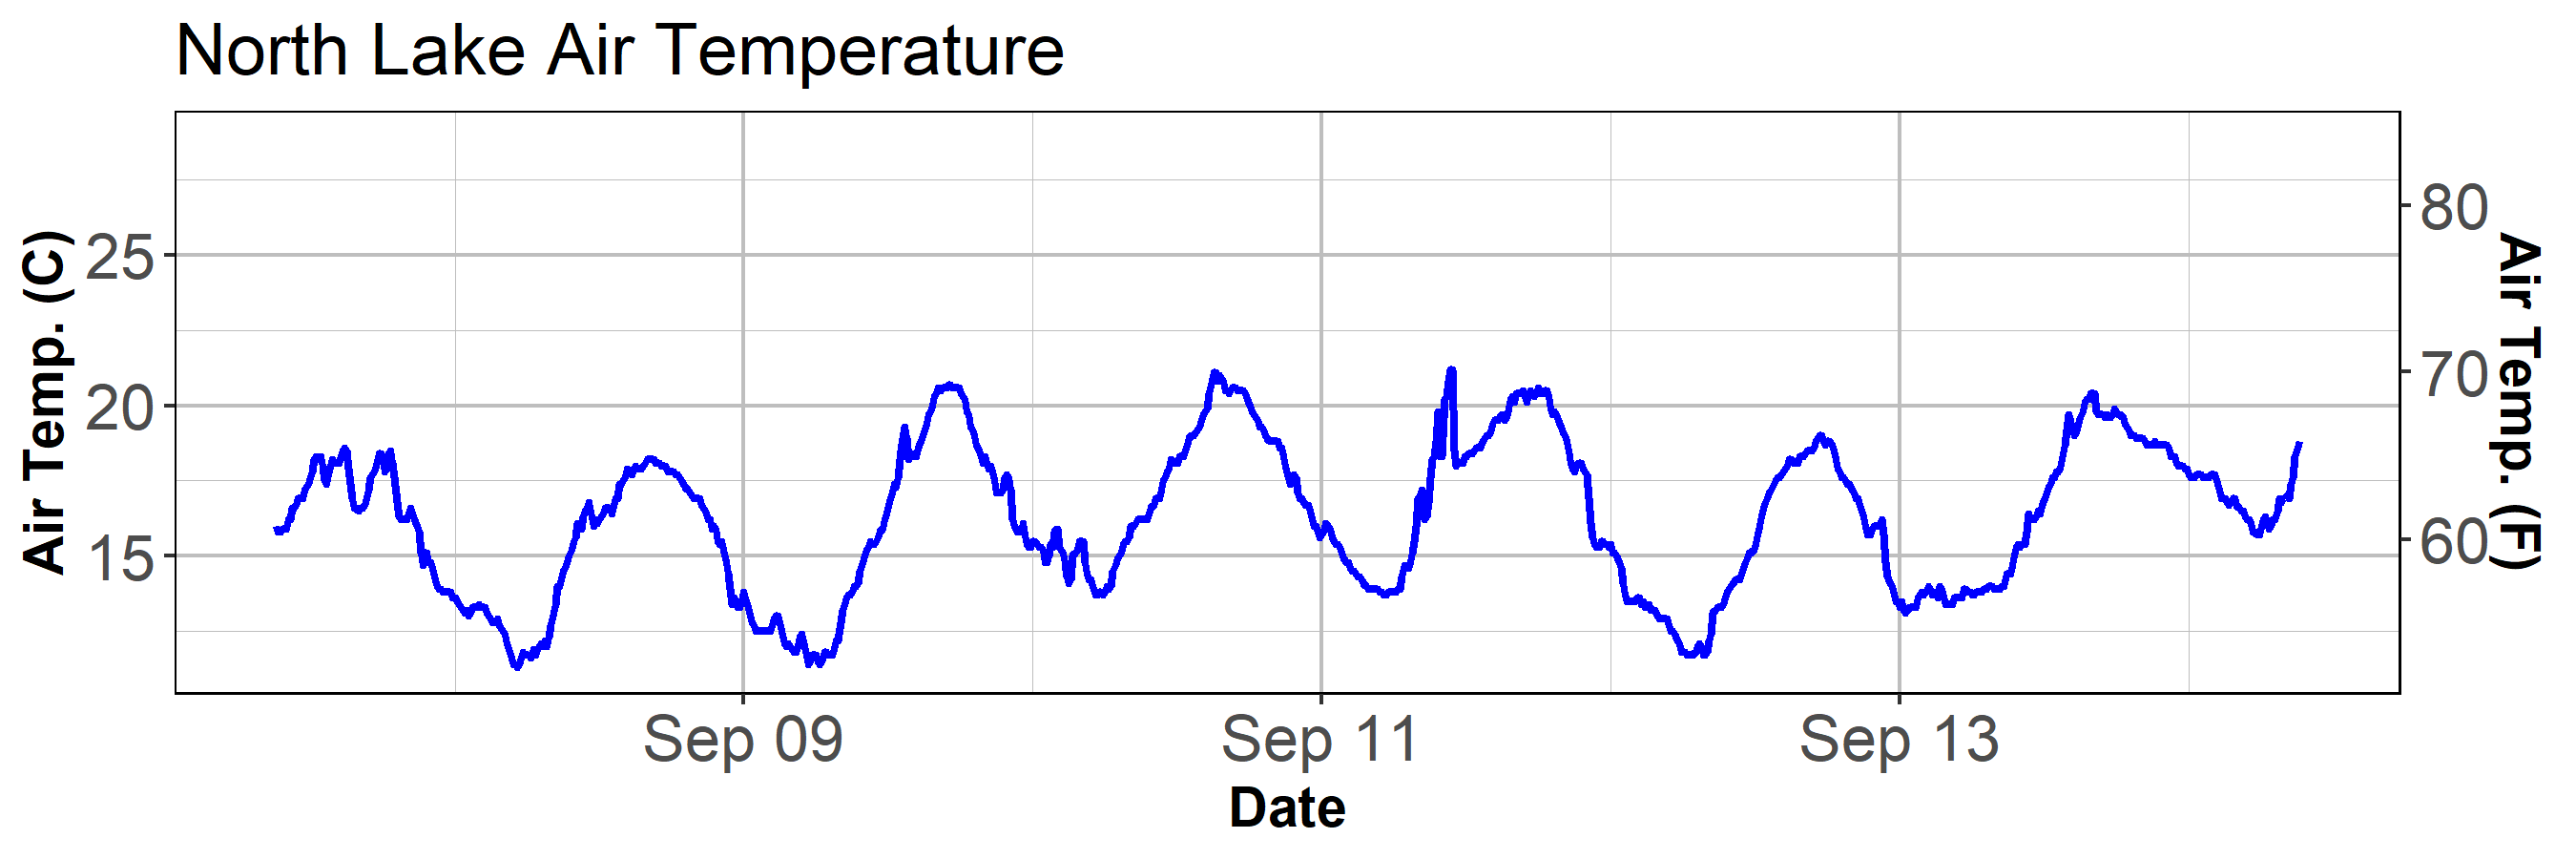 North Lake Air Temperature
Air Temp. (C)
25
20
15
80
70
60
Air Temp. (F)
Sep 09 Sep 11 Sep 13
Date